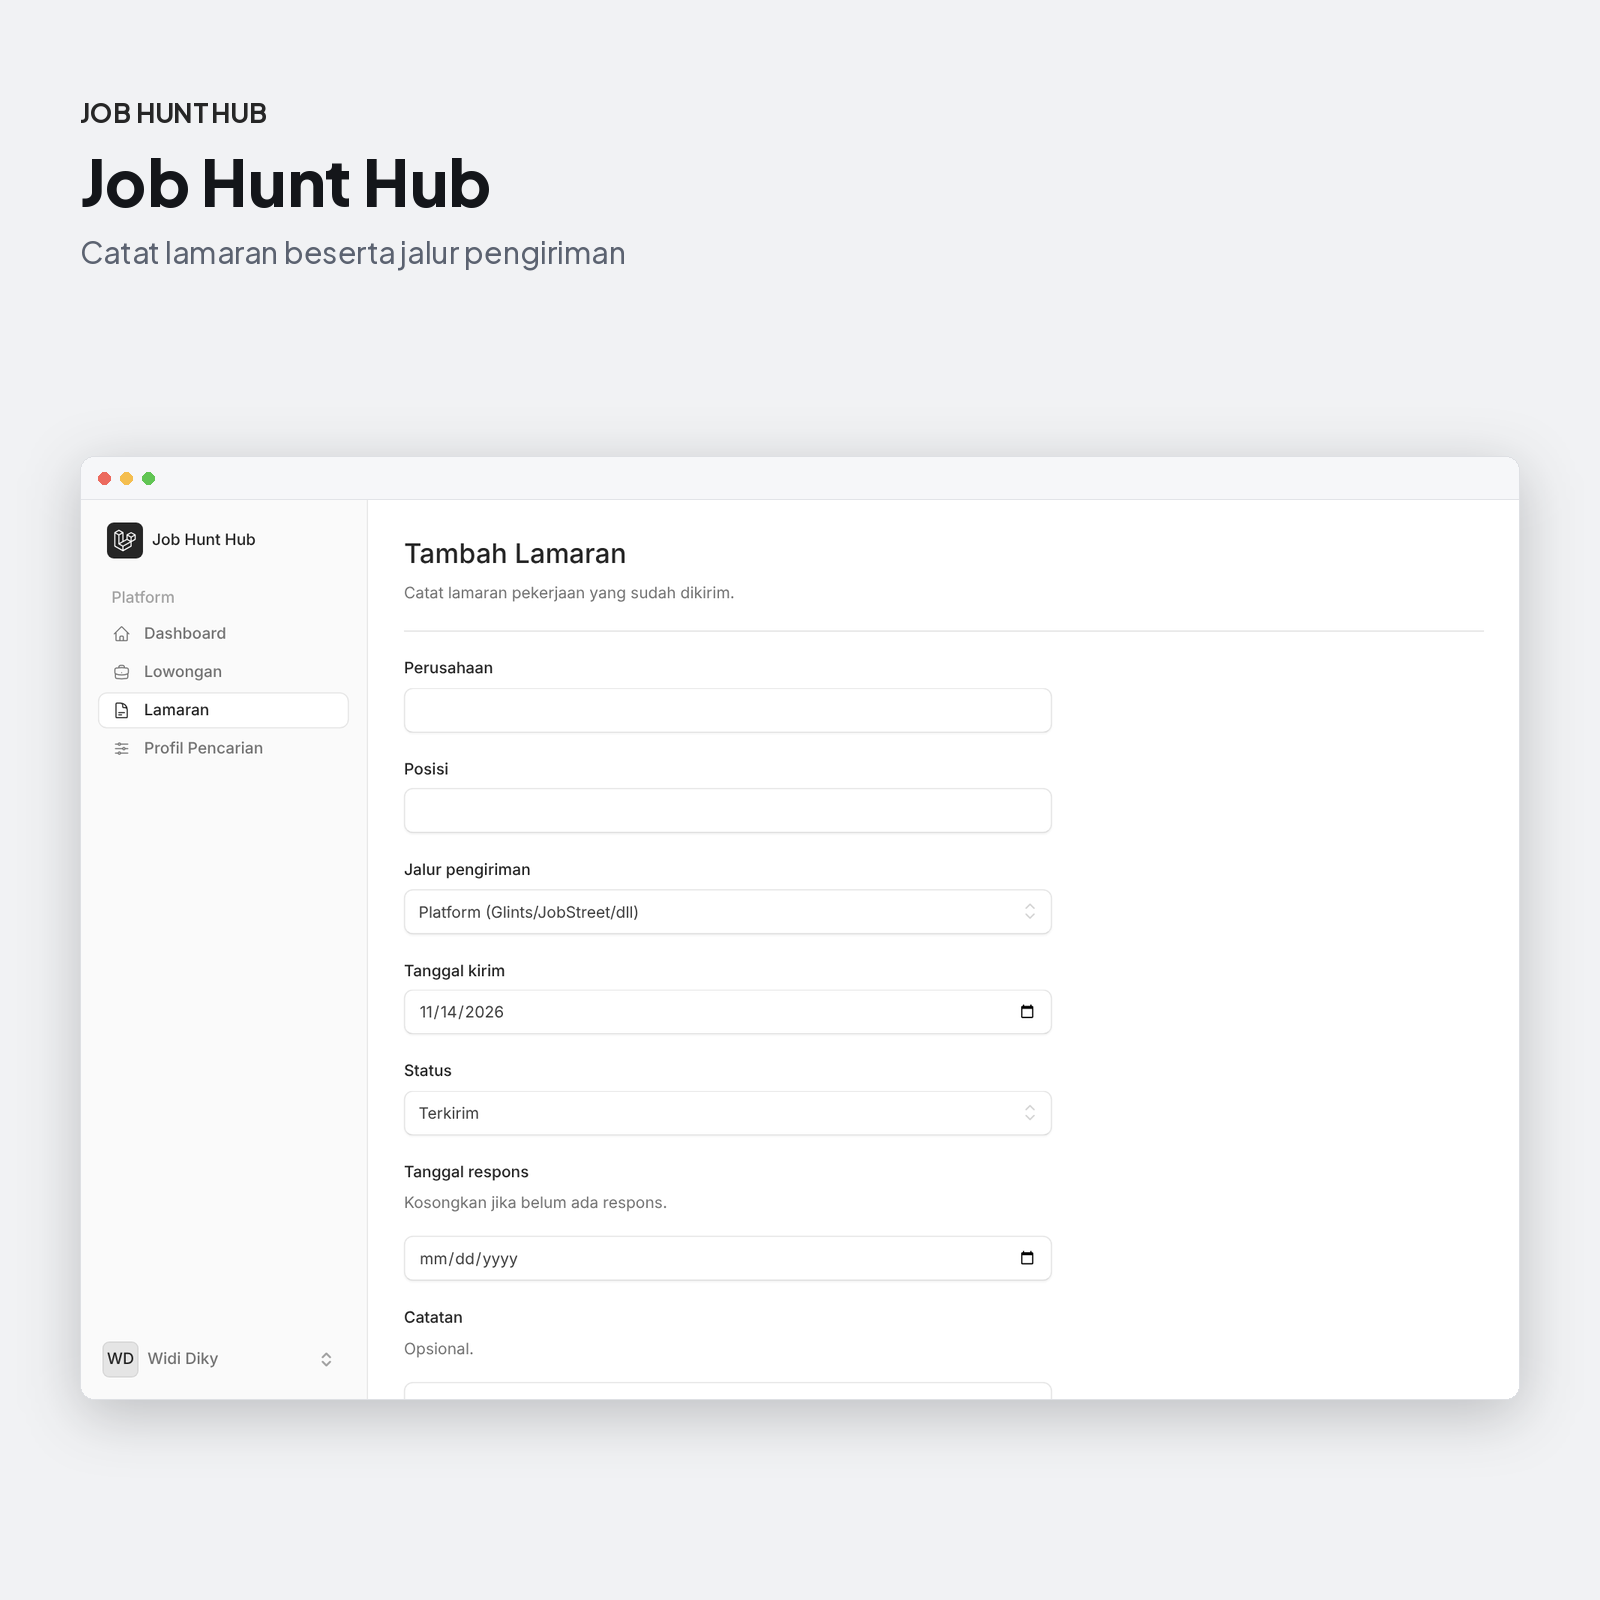 JOB HUNT HUB
Job Hunt Hub
Catat lamaran beserta jalur pengiriman
Job Hunt Hub
Platform
Dashboard
Lowongan
Lamaran
Profil Pencarian
WD Widi Diky
Tambah Lamaran
Catat lamaran pekerjaan yang sudah dikirim.
Perusahaan
Posisi
Jalur pengiriman
Platform (Glints/JobStreet/dll)
Tanggal kirim
11/14/2026
Status
Terkirim
Tanggal respons
Kosongkan jika belum ada respons.
mm/dd/yyyy
Catatan
Opsional.